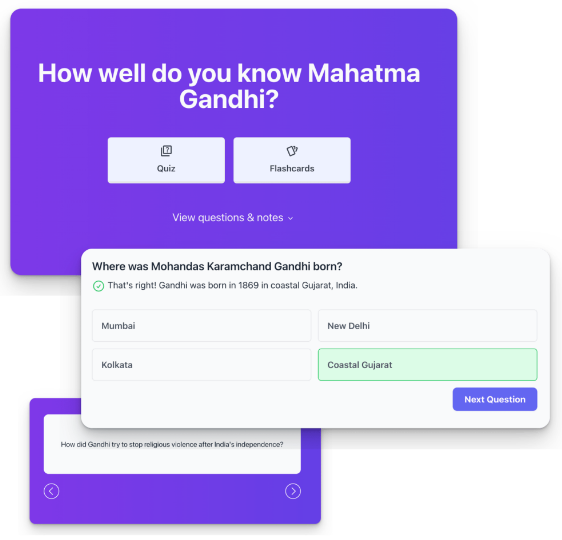 How well do you know Mahatma
Gandhi?
Quiz
Flashcards
View questions & notes
Where was Mohandas Karamchand Gandhi born?
That's right! Gandhi was born in 1869 in coastal Gujarat, India.
Mumbai
New Delhi
Kolkata
Coastal Gujarat
Next Question
How did Gandhi try to stop religious violence after India's independence?